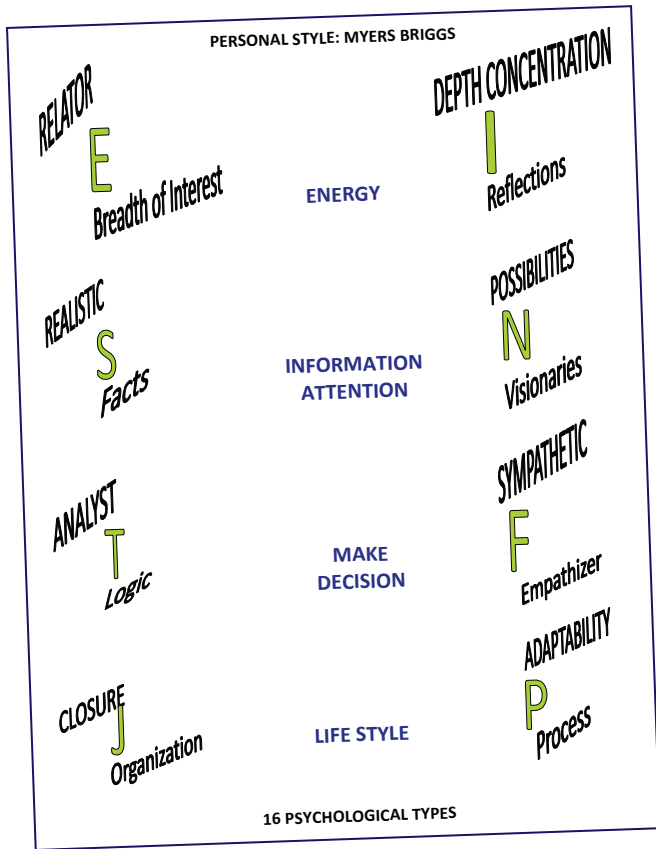 PERSONAL STYLE: MYERS BRIGGS
RELATOR
E
Breadth of Interest
ENERGY
DEPTH CONCENTRATION
I
Reflections
REALISTIC
S
Facts
INFORMATION
ATTENTION
POSSIBILITIES
N
Visionaries
ANALYST
T
Logic
MAKE
DECISION
SYMPATHETIC
F
Empathizer
CLOSURE
J
Organization
LIFE STYLE
ADAPTABILITY
P
Process
16 PSYCHOLOGICAL TYPES